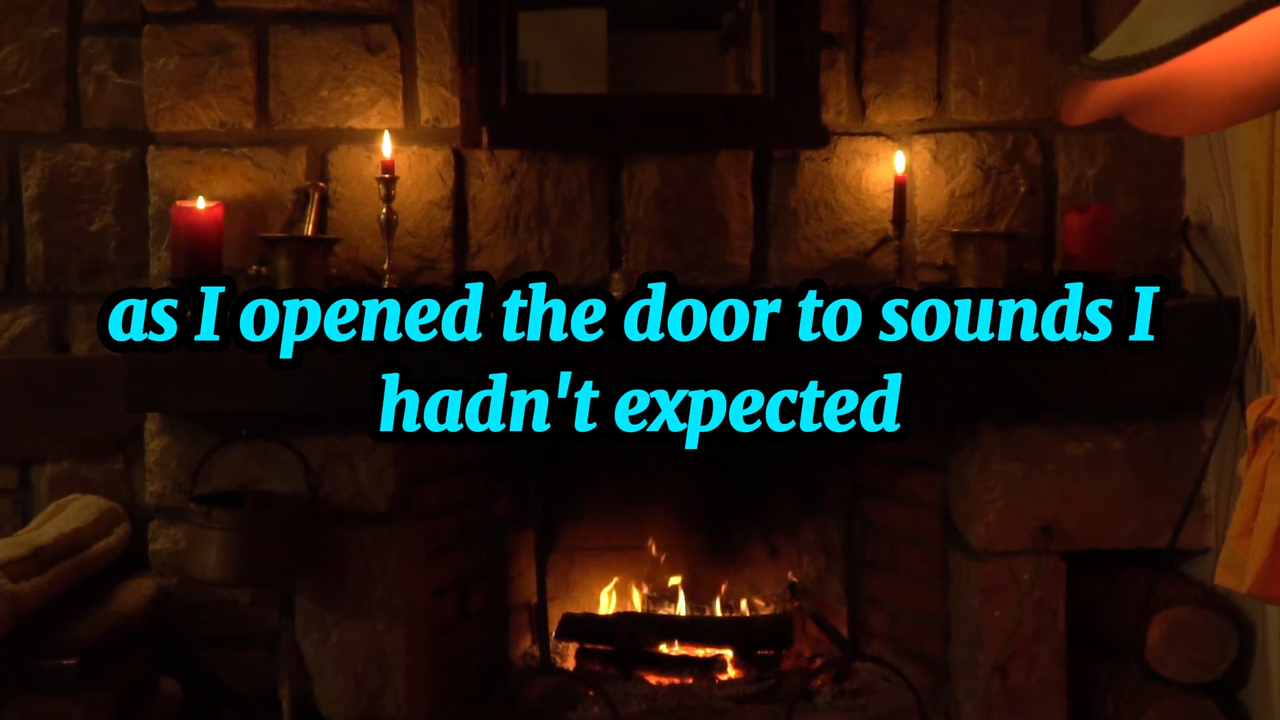 as I opened the door to sounds I
hadn't expected